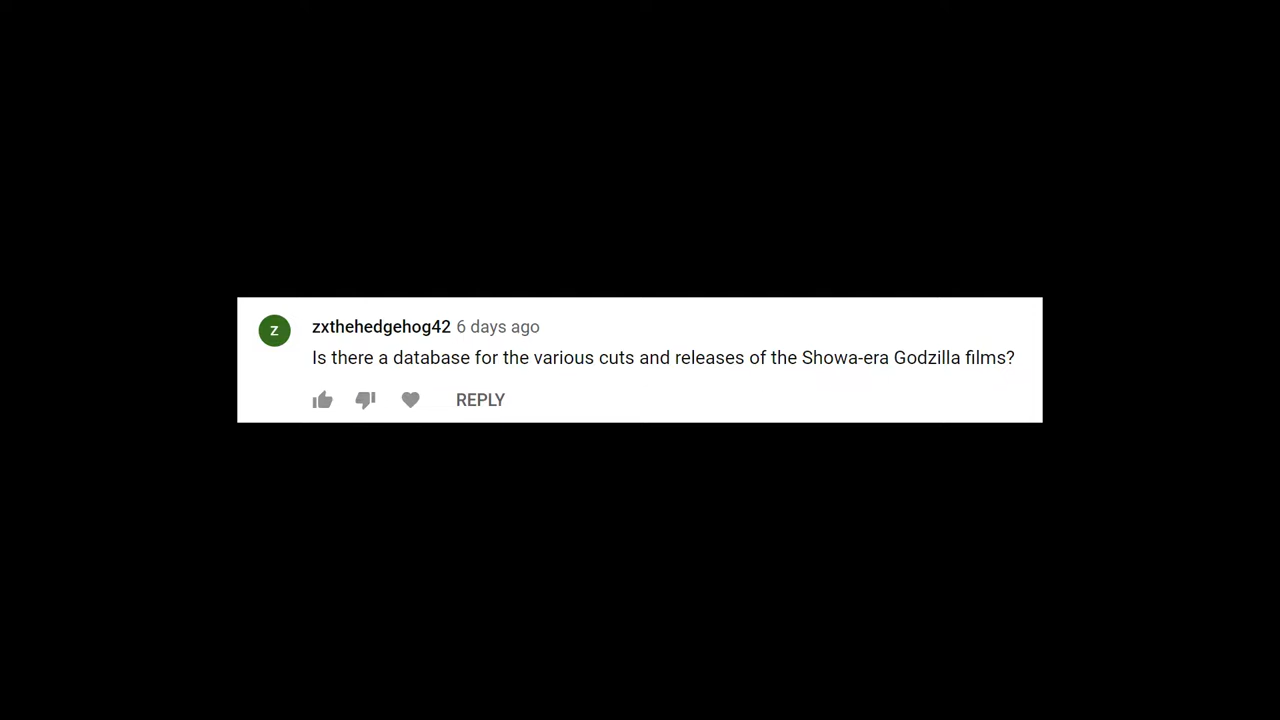 Z
zxthehedgehog42 6 days ago
Is there a database for the various cuts and releases of the Showa-era Godzilla films?
REPLY